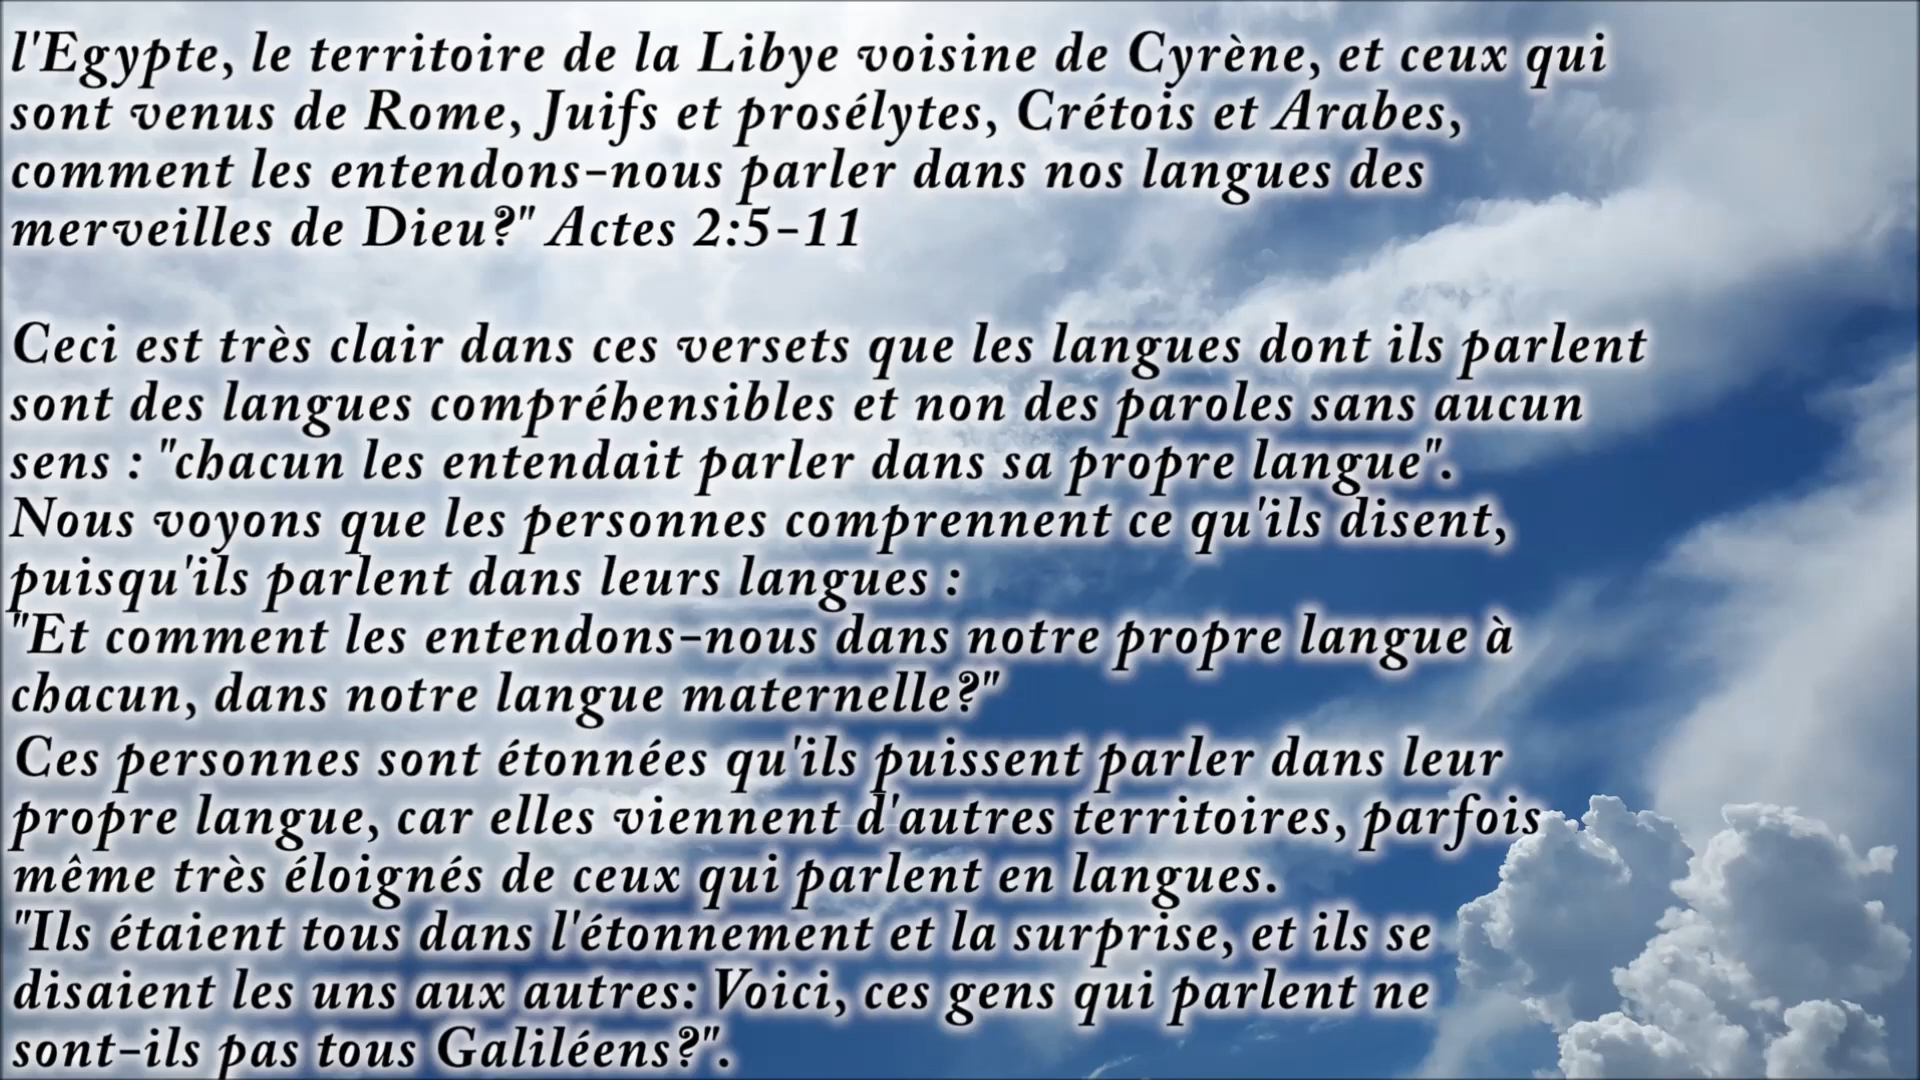 l'Egypte, le territoire de la Libye voisine de Cyrène, et ceux qui
sont venus de Rome, Juifs et prosélytes, Crétois et Arabes,
comment les entendons-nous parler dans nos langues des
merveilles de Dieu?" Actes 2:5-11
Ceci est très clair dans ces versets que les langues dont ils parlent
sont des langues compréhensibles et non des paroles sans aucun
sens : "chacun les entendait parler dans sa propre langue".
Nous voyons que les personnes comprennent ce qu'ils disent,
puisqu'ils parlent dans leurs langues :
"Et comment les entendons-nous dans notre propre langue à
chacun, dans notre langue maternelle?"
Ces personnes sont étonnées qu'ils puissent parler dans leur
propre langue, car elles viennent d'autres territoires, parfois
même très éloignés de ceux qui parlent en langues.
"Ils étaient tous dans l'étonnement et la surprise, et ils se
disaient les uns aux autres: Voici, ces gens qui parlent ne
sont-ils pas tous Galiléens?".